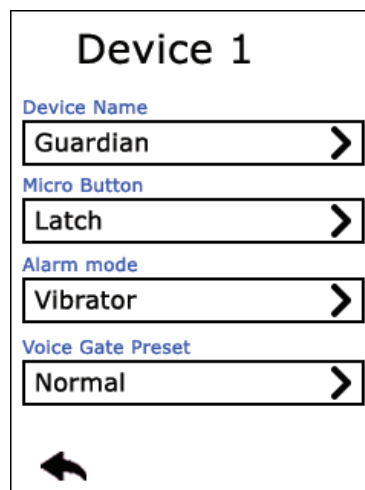 Device 1
Device Name
Guardian
Micro Button
Latch
Alarm mode
Vibrator
Voice Gate Preset
Normal